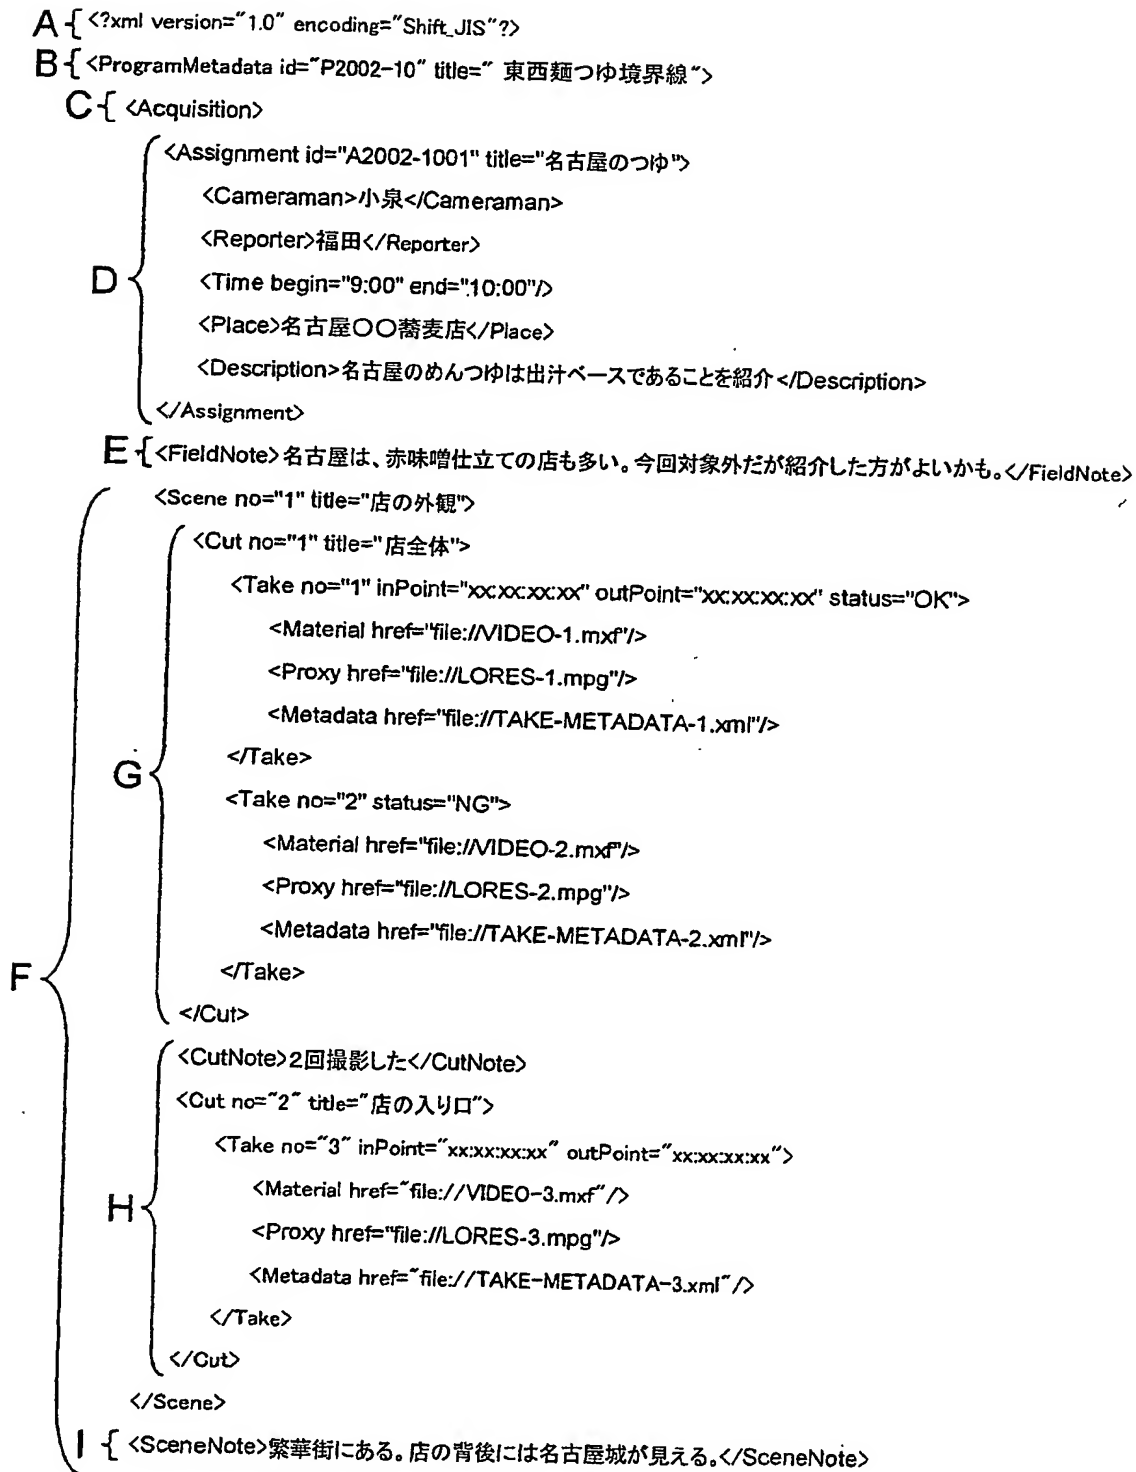 A { <?xml version="1.0" encoding="Shift_JIS"?>
B { <ProgramMetadata id="P2002-10" title=" 東西麺つゆ境界線">
C { <Acquisition>
<Assignment id="A2002-1001" title="名古屋のつゆ">
<Cameraman>小泉</Cameraman>
<Reporter>福田</Reporter>
D { <Time begin="9:00" end="10:00"/>
<Place>名古屋〇〇蕎麦店</Place>
<Description>名古屋のめんつゆは出汁ベースであることを紹介</Description>
</Assignment>
E { <FieldNote>名古屋は、赤味噌仕立ての店も多い。今回対象外だが紹介した方がよいかも。</FieldNote>
<Scene no="1" title="店の外観">
<Cut no="1" title="店全体">
<Take no="1" inPoint="xx:xx:xx:xx" outPoint="xx:xx:xx:xx" status="OK">
<Material href="file://VIDEO-1.mxf"/>
<Proxy href="file://LORES-1.mpg"/>
<Metadata href="file://TAKE-METADATA-1.xml"/>
G { </Take>
<Take no="2" status="NG">
<Material href="file://VIDEO-2.mxf"/>
<Proxy href="file://LORES-2.mpg"/>
<Metadata href="file://TAKE-METADATA-2.xml"/>
F { </Take>
</Cut>
<CutNote>2回撮影した</CutNote>
<Cut no="2" title="店の入り口">
<Take no="3" inPoint="xx:xx:xx:xx" outPoint="xx:xx:xx:xx">
H { <Material href="file://VIDEO-3.mxf"/>
<Proxy href="file://LORES-3.mpg"/>
<Metadata href="file://TAKE-METADATA-3.xml"/>
</Take>
</Cut>
</Scene>
I { <SceneNote>繁華街にある。店の背後には名古屋城が見える。</SceneNote>